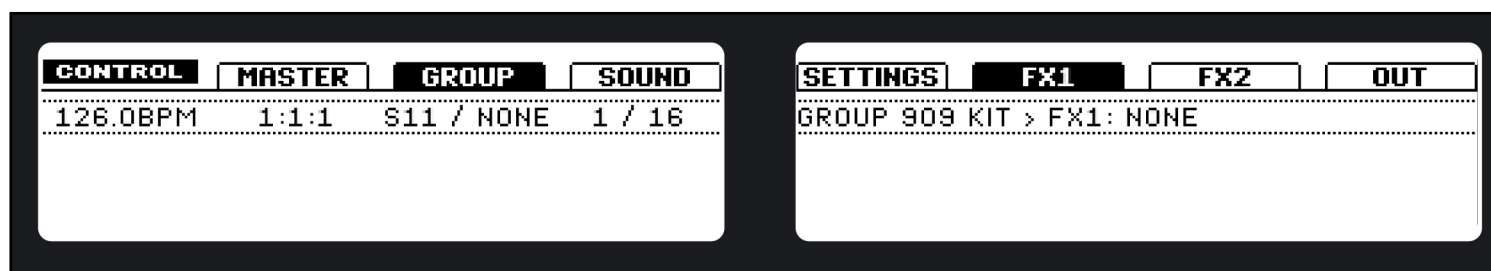 CONTROL MASTER GROUP SOUND
126.0BPM 1:1:1 S11 / NONE 1 / 16
SETTINGS FX1 FX2 OUT
GROUP 909 KIT > FX1: NONE